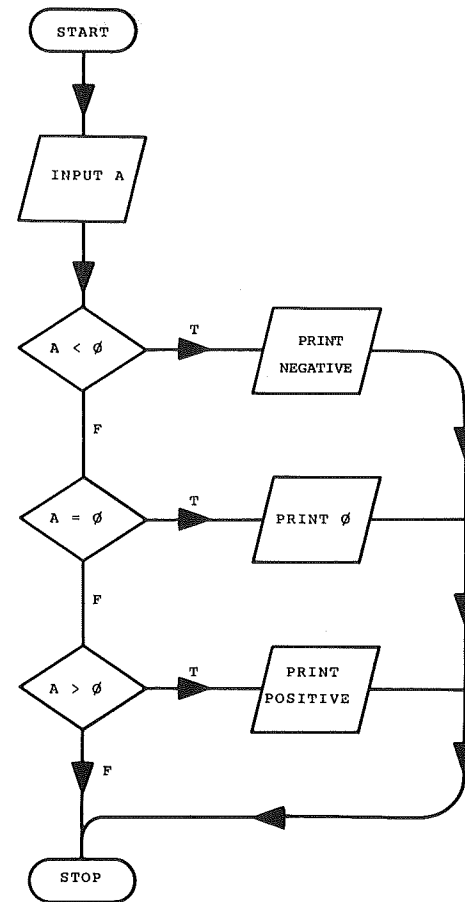 START
INPUT A
A < Ø
T
PRINT
NEGATIVE
F
A = Ø
T
PRINT Ø
F
A > Ø
T
PRINT
POSITIVE
F
STOP